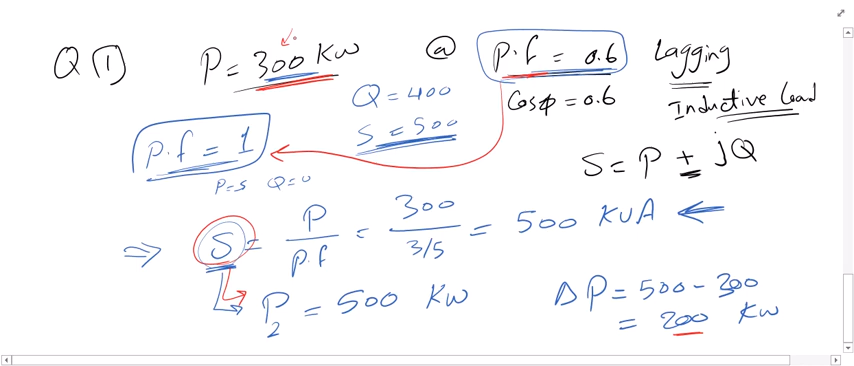 Q ① P = 300 KW @ p.f = 0.6 Lagging
Q = 400 Cosϕ = 0.6 Inductive Load
p.f = 1 S = 500
P=S Q=0 S = P ± jQ
⇒ S = P / p.f = 300 / 3/5 = 500 KVA ←
P₂ = 500 KW ΔP = 500 - 300
= 200 KW